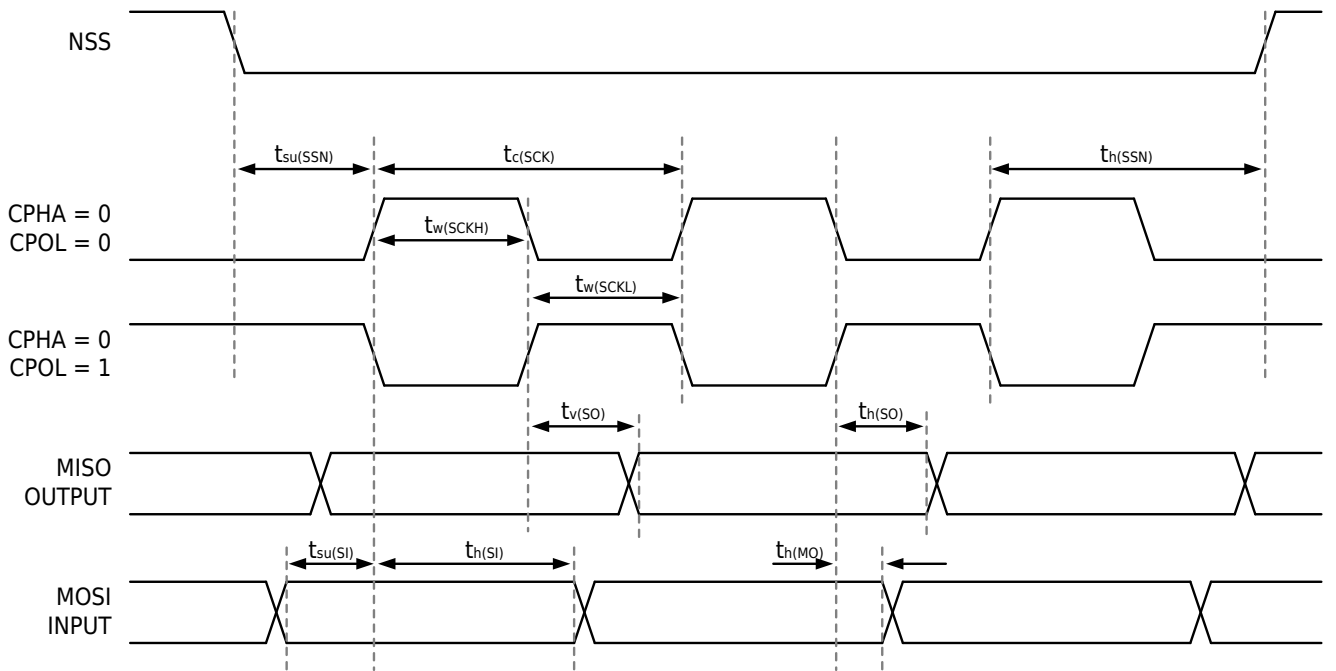 NSS
tsu(SSN)
tc(SCK)
th(SSN)
CPHA = 0
CPOL = 0
tw(SCKH)
tw(SCKL)
CPHA = 0
CPOL = 1
tv(SO)
th(SO)
MISO
OUTPUT
tsu(SI)
th(SI)
th(MO)
MOSI
INPUT